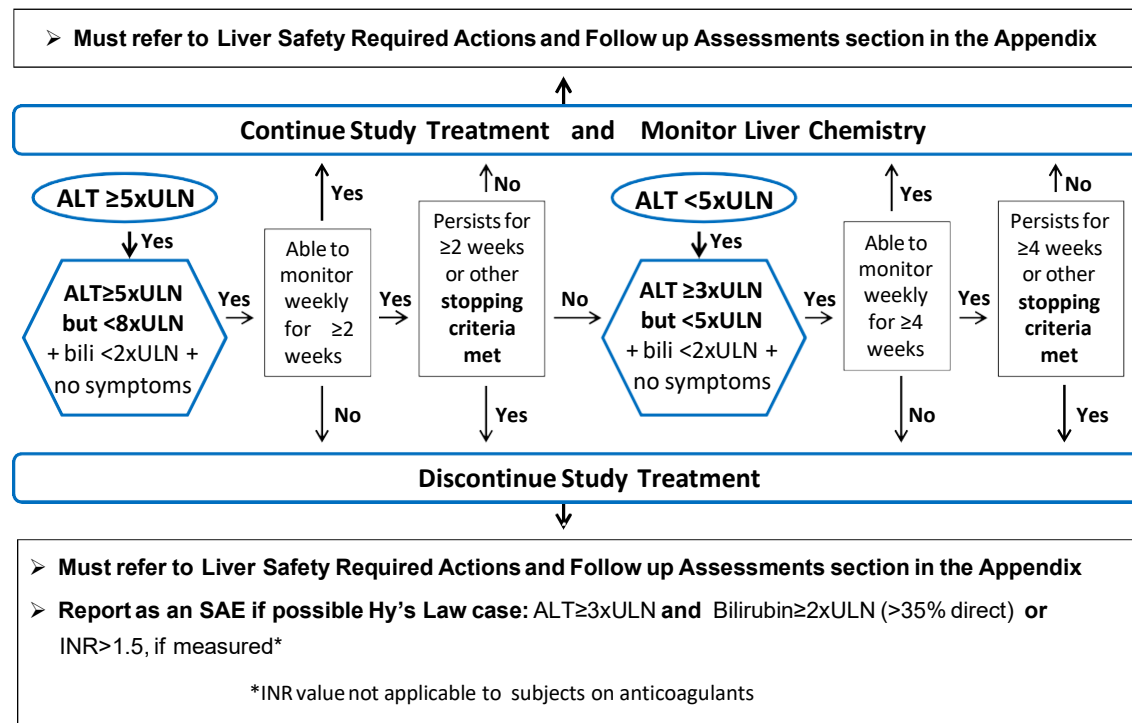 ➢ Must refer to Liver Safety Required Actions and Follow up Assessments section in the Appendix
Continue Study Treatment and Monitor Liver Chemistry
ALT ≥5xULN
Yes
ALT≥5xULN
but <8xULN
+ bili <2xULN +
no symptoms
Yes
Yes
Able to
monitor
weekly
for ≥2
weeks
No
Yes
No
Persists for
≥2 weeks
or other
stopping
criteria
met
Yes
No
ALT <5xULN
Yes
ALT ≥3xULN
but <5xULN
+ bili <2xULN +
no symptoms
Yes
Yes
Able to
monitor
weekly
for ≥4
weeks
No
Yes
No
Persists for
≥4 weeks
or other
stopping
criteria
met
Yes
Discontinue Study Treatment
➢ Must refer to Liver Safety Required Actions and Follow up Assessments section in the Appendix
➢ Report as an SAE if possible Hy's Law case: ALT≥3xULN and Bilirubin≥2xULN (>35% direct) or
INR>1.5, if measured*
*INR value not applicable to subjects on anticoagulants